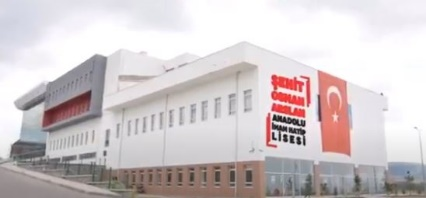 ŞEHİT
OSMAN
ARSLAN
ANADOLU
İMAM HATİP
LİSESİ